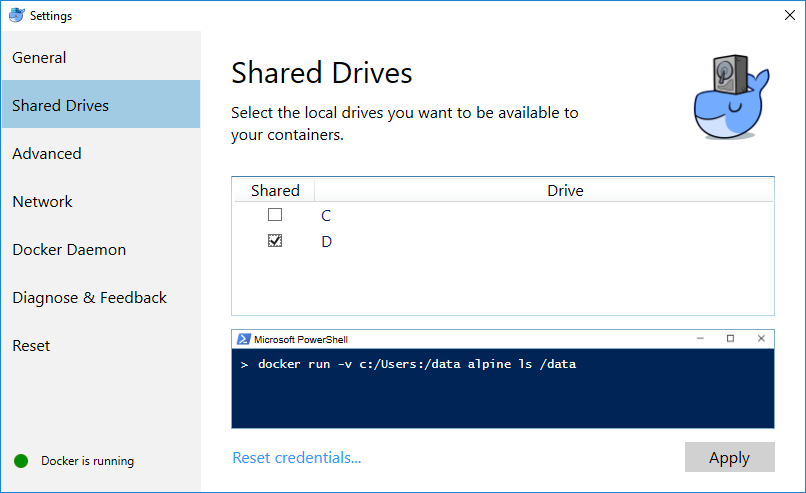 Settings
General
Shared Drives
Advanced
Network
Docker Daemon
Diagnose & Feedback
Reset
Docker is running
Shared Drives
Select the local drives you want to be available to
your containers.
Shared Drive
C
D
Microsoft PowerShell
> docker run -v c:/Users:/data alpine ls /data
Reset credentials...
Apply